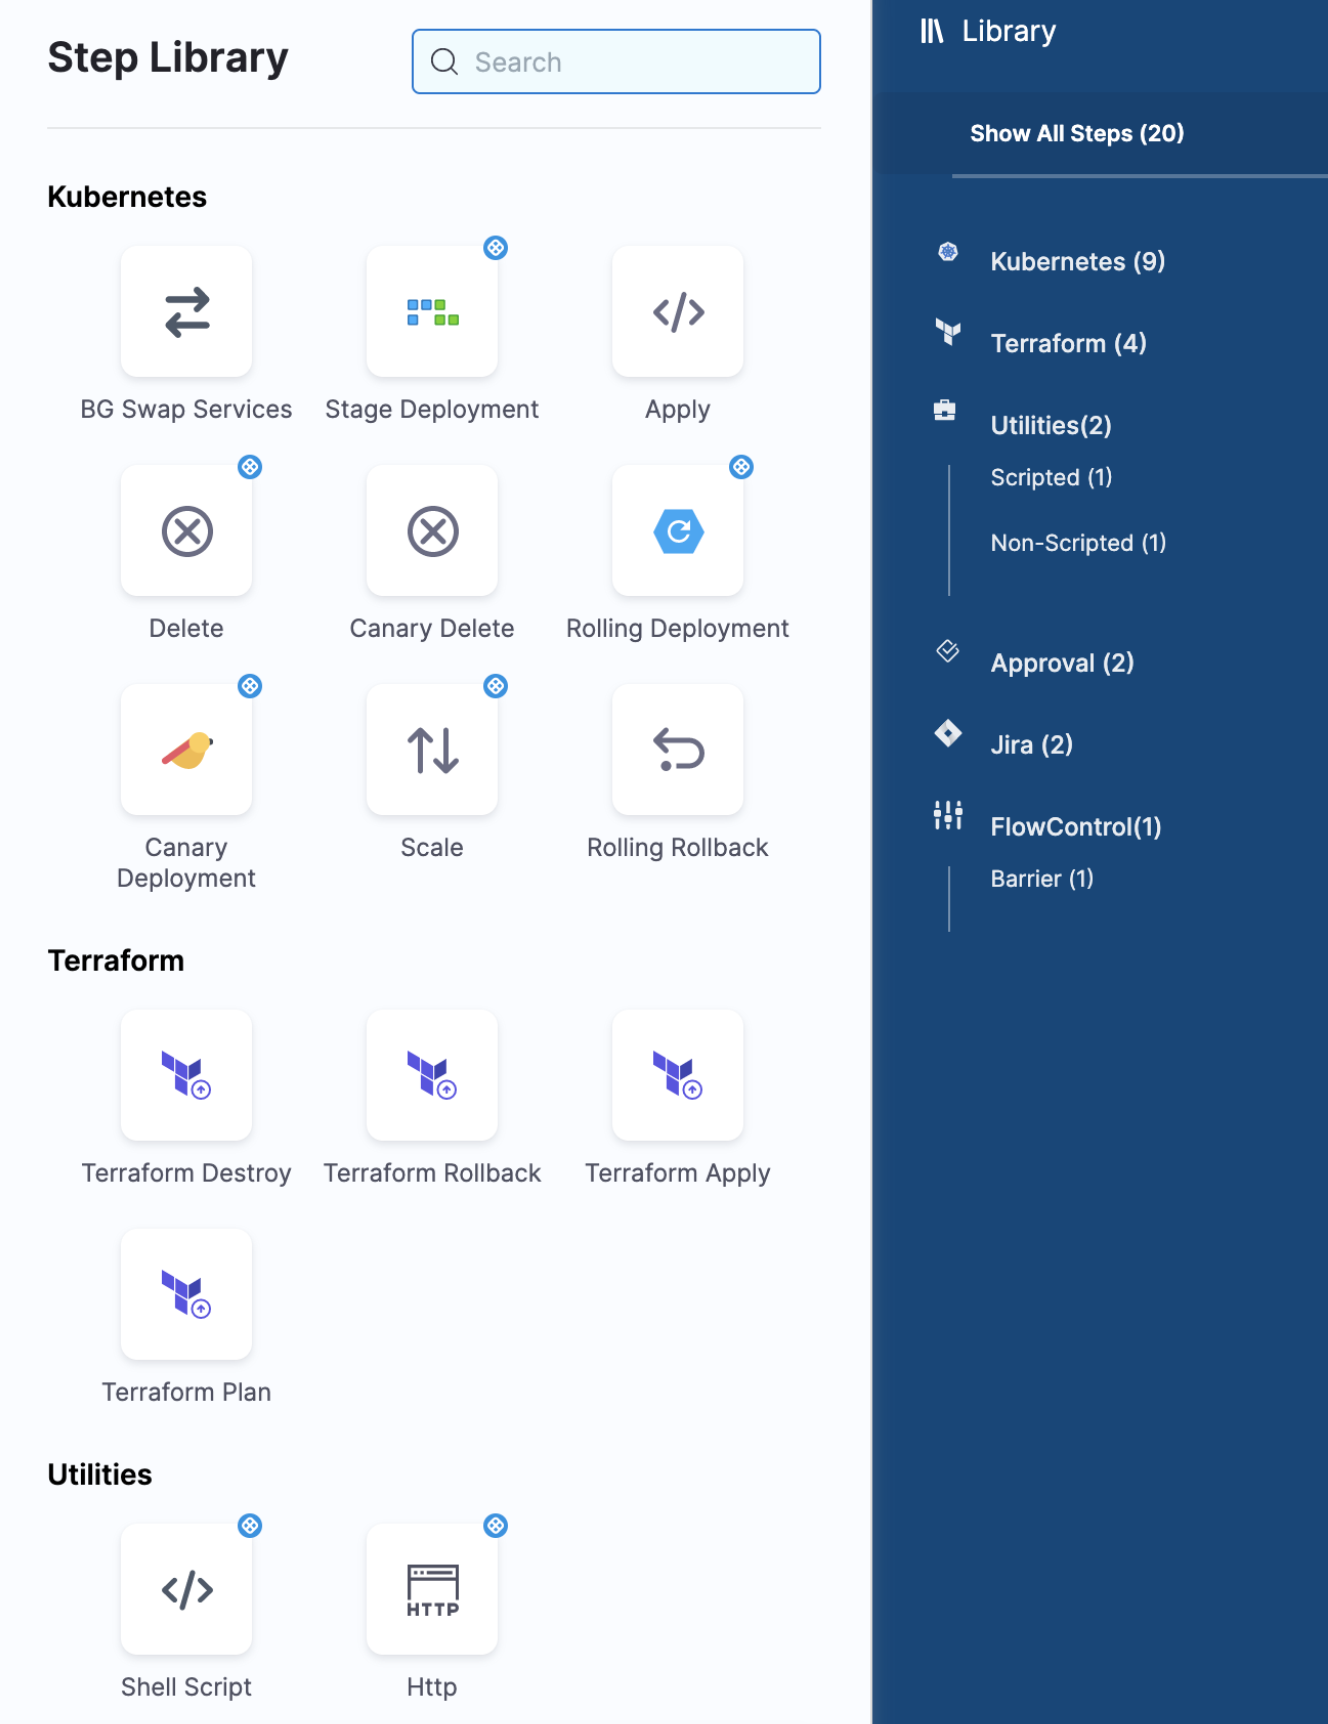 Step Library
Search
Kubernetes
BG Swap Services
Stage Deployment
Apply
Delete
Canary Delete
Rolling Deployment
Canary
Deployment
Scale
Rolling Rollback
Terraform
Terraform Destroy
Terraform Rollback
Terraform Apply
Terraform Plan
Utilities
HTTP
Shell Script
Http
Library
Show All Steps (20)
Kubernetes (9)
Terraform (4)
Utilities(2)
Scripted (1)
Non-Scripted (1)
Approval (2)
Jira (2)
FlowControl(1)
Barrier (1)